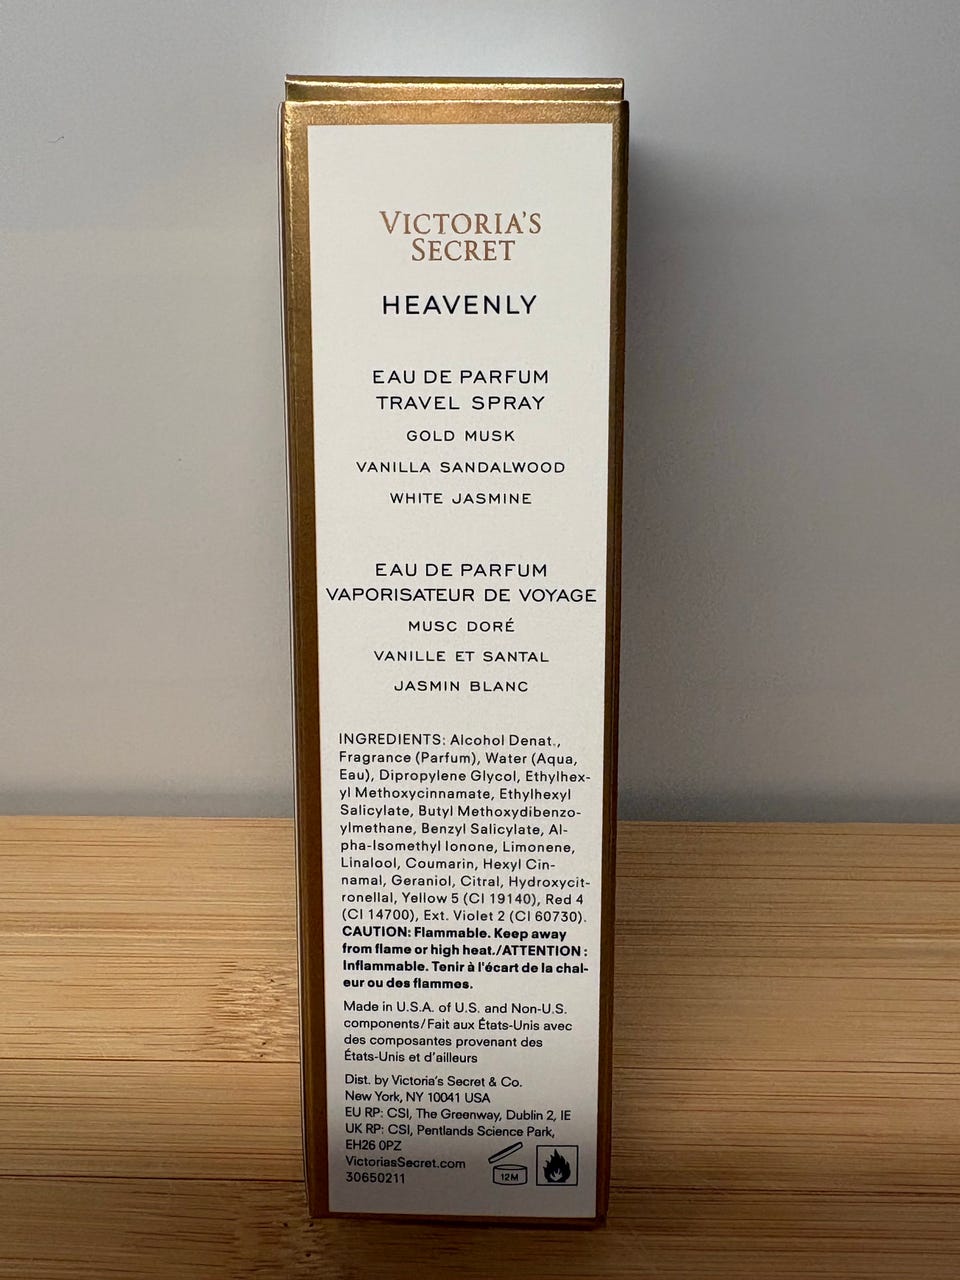 VICTORIA'S
SECRET
HEAVENLY
EAU DE PARFUM
TRAVEL SPRAY
GOLD MUSK
VANILLA SANDALWOOD
WHITE JASMINE
EAU DE PARFUM
VAPORISATEUR DE VOYAGE
MUSC DORÉ
VANILLE ET SANTAL
JASMIN BLANC
INGREDIENTS: Alcohol Denat.,
Fragrance (Parfum), Water (Aqua,
Eau), Dipropylene Glycol, Ethylhex-
yl Methoxycinnamate, Ethylhexyl
Salicylate, Butyl Methoxydibenzo-
ylmethane, Benzyl Salicylate, Al-
pha-Isomethyl Ionone, Limonene,
Linalool, Coumarin, Hexyl Cin-
namal, Geraniol, Citral, Hydroxycit-
ronellal, Yellow 5 (CI 19140), Red 4
(CI 14700), Ext. Violet 2 (CI 60730).
CAUTION: Flammable. Keep away
from flame or high heat./ATTENTION :
Inflammable. Tenir à l'écart de la chal-
eur ou des flammes.
Made in U.S.A. of U.S. and Non-U.S.
components/Fait aux États-Unis avec
des composantes provenant des
États-Unis et d'ailleurs
Dist. by Victoria's Secret & Co.
New York, NY 10041 USA
EU RP: CSI, The Greenway, Dublin 2, IE
UK RP: CSI, Pentlands Science Park,
EH26 0PZ
VictoriasSecret.com
30650211
12M